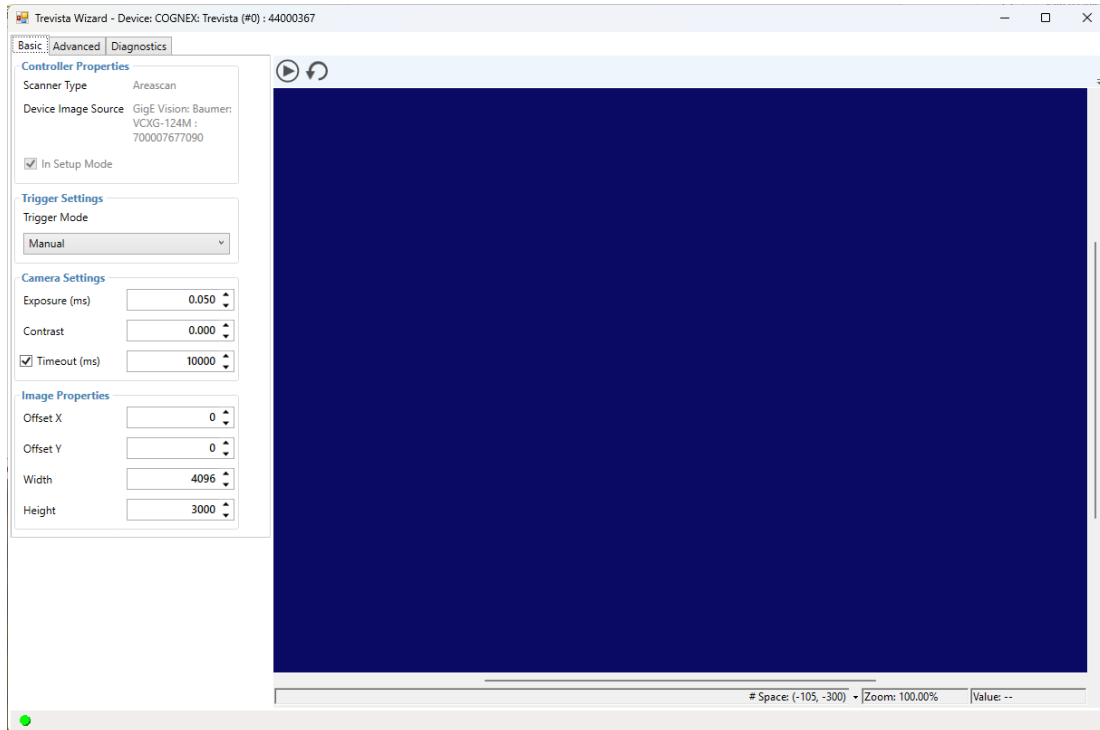 Trevista Wizard - Device: COGNEX: Trevista (#0) : 44000367
Basic Advanced Diagnostics
Controller Properties
Scanner Type Areascan
Device Image Source GigE Vision: Baumer:
VCXG-124M :
700007677090
In Setup Mode
Trigger Settings
Trigger Mode
Manual
Camera Settings
Exposure (ms) 0.050
Contrast 0.000
Timeout (ms) 10000
Image Properties
Offset X 0
Offset Y 0
Width 4096
Height 3000
# Space: (-105, -300) Zoom: 100.00% Value: --